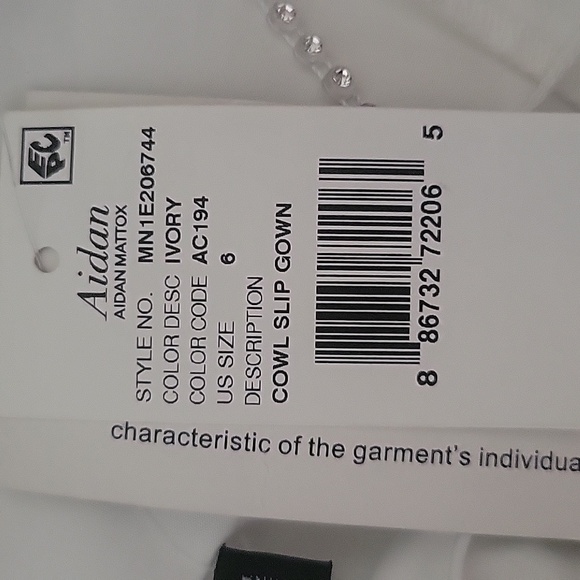 EPC™
Aidan
AIDAN MATTOX
STYLE NO. MN1E206744
COLOR DESC IVORY
COLOR CODE AC194
US SIZE 6
DESCRIPTION
COWL SLIP GOWN
8 86732 72206 5
characteristic of the garment's individua